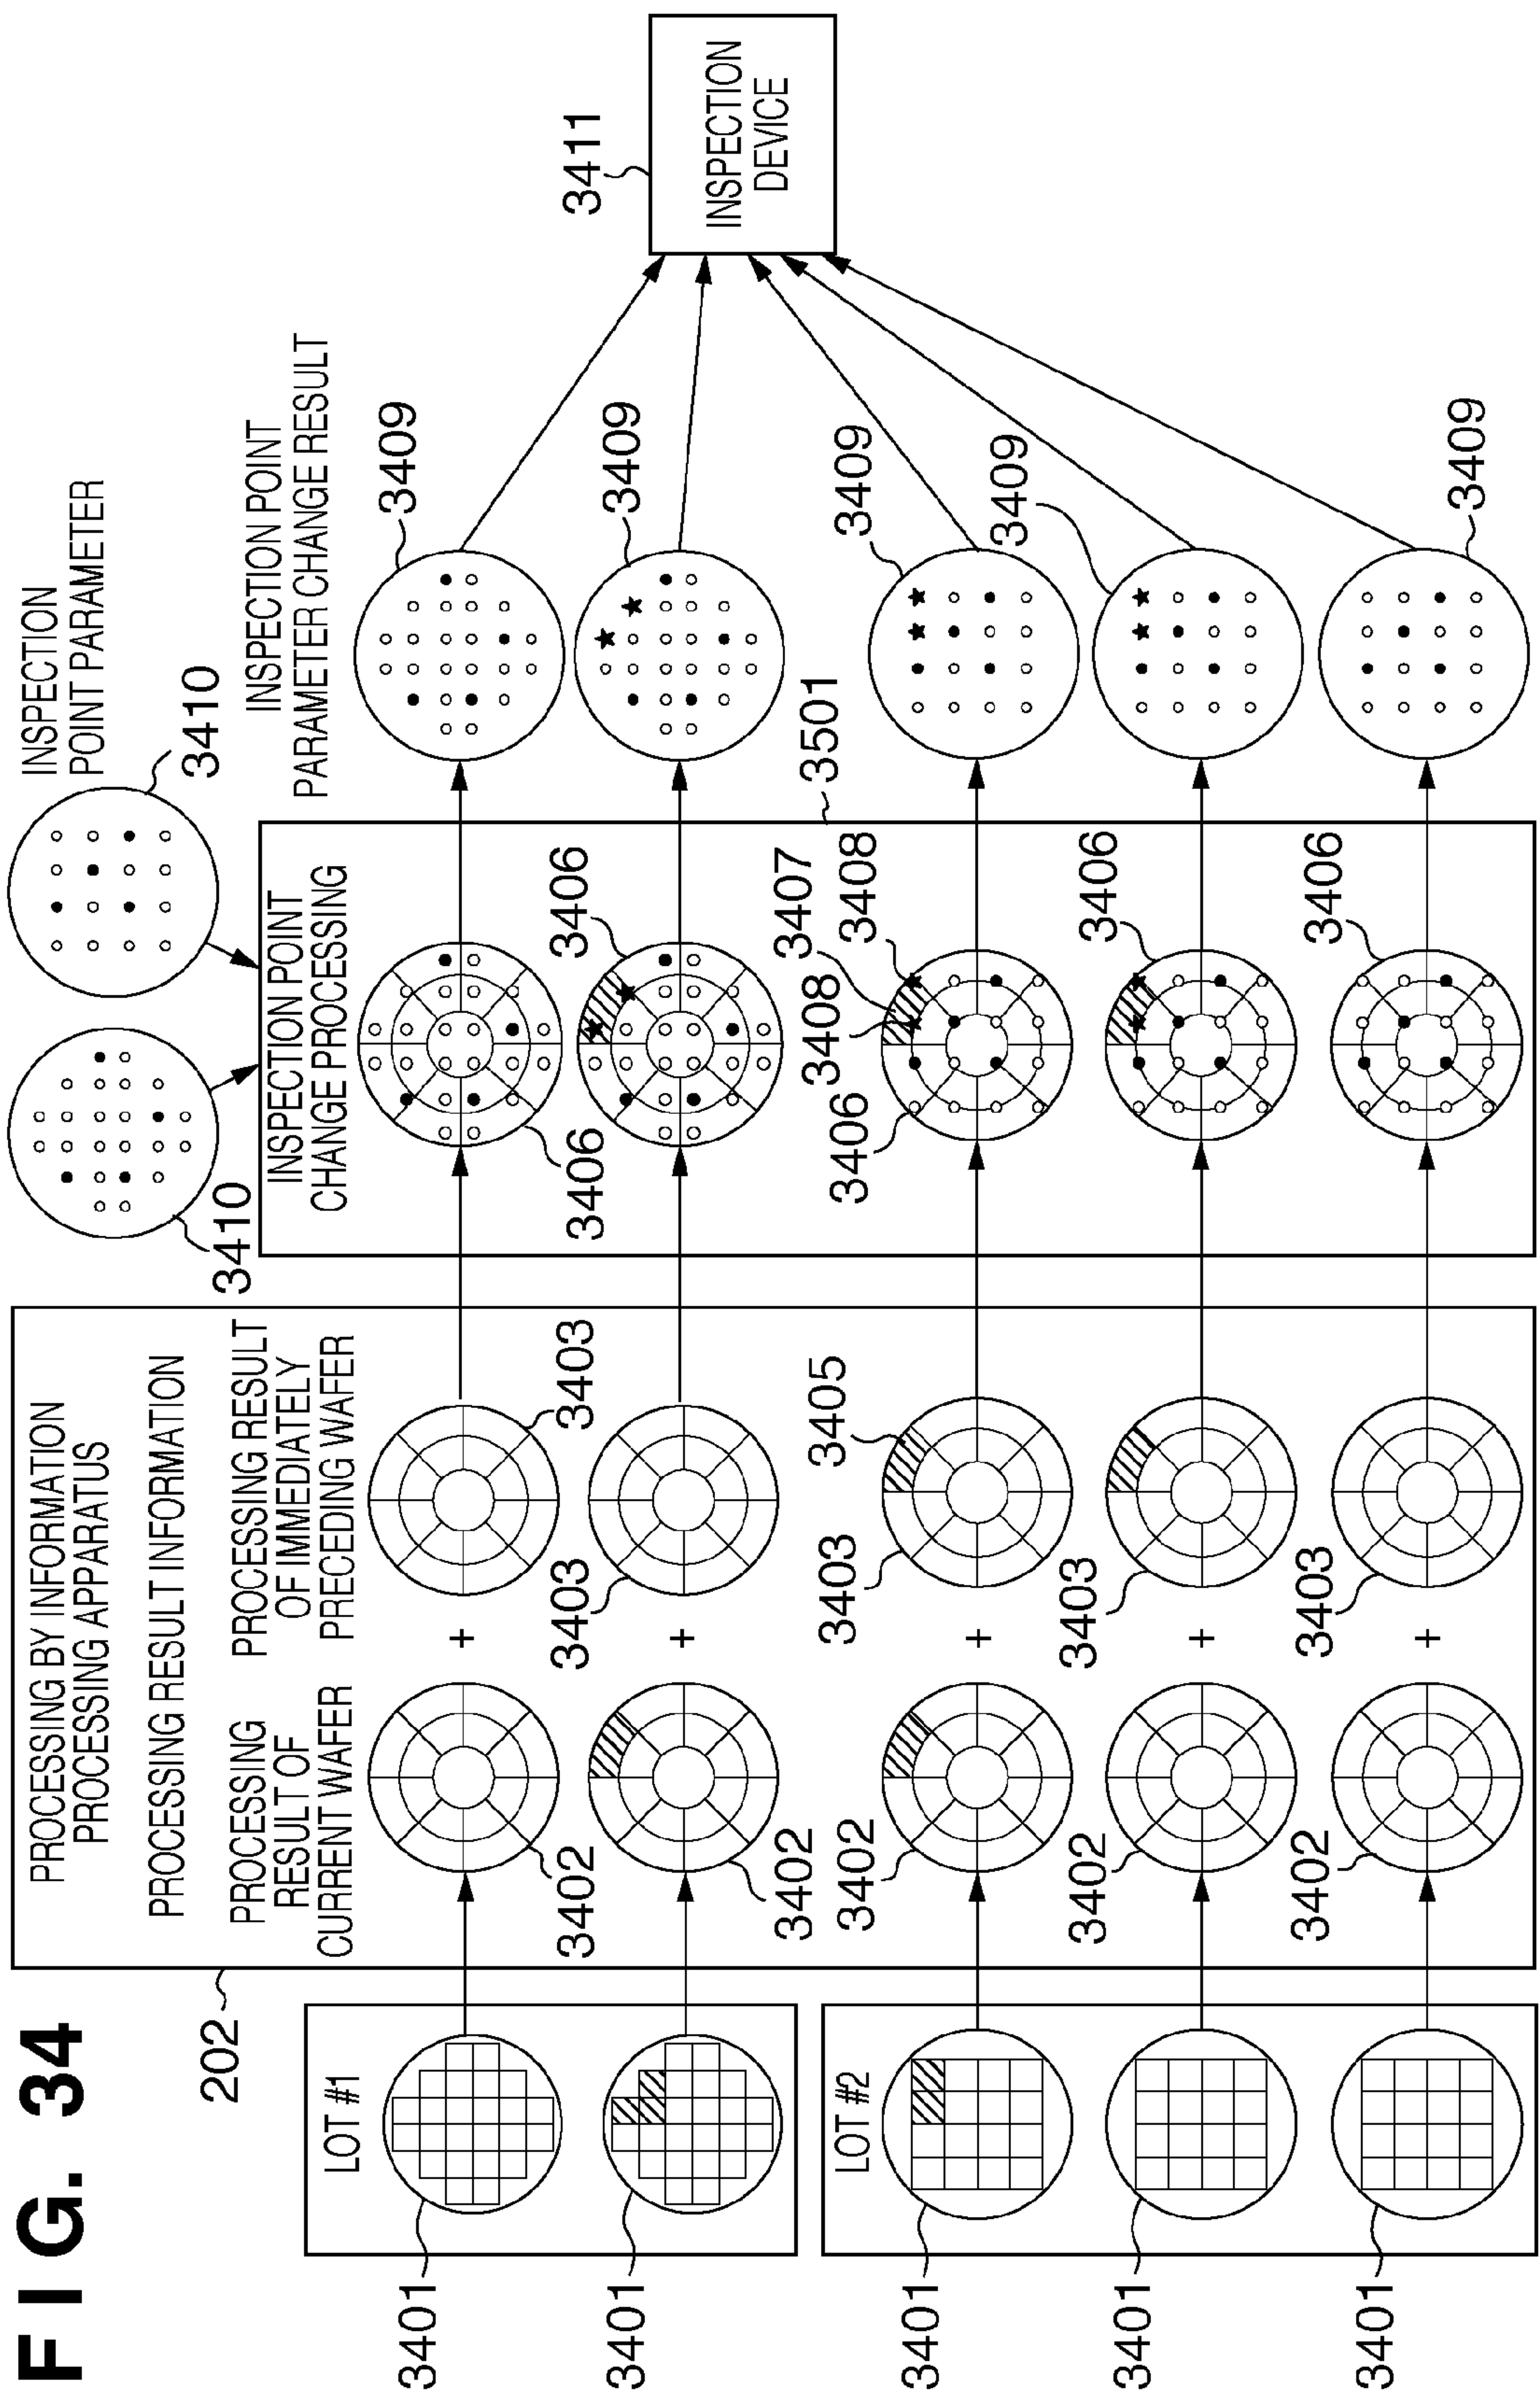 FIG. 34
202
LOT #1
3401
3401
LOT #2
3401
3401
3401
PROCESSING BY INFORMATION
PROCESSING APPARATUS
PROCESSING RESULT INFORMATION
PROCESSING
RESULT OF
CURRENT WAFER
PROCESSING RESULT
OF IMMEDIATELY
PRECEDING WAFER
3402
+
3403
3402
+
3403
3402
+
3403
3405
3402
+
3403
3402
+
3403
INSPECTION
POINT PARAMETER
3410
3410
INSPECTION POINT
CHANGE PROCESSING
3501
3406
3406
3406
3408
3407
3408
3406
3406
INSPECTION POINT
PARAMETER CHANGE RESULT
3409
3409
3409
3409
3409
3411
INSPECTION
DEVICE